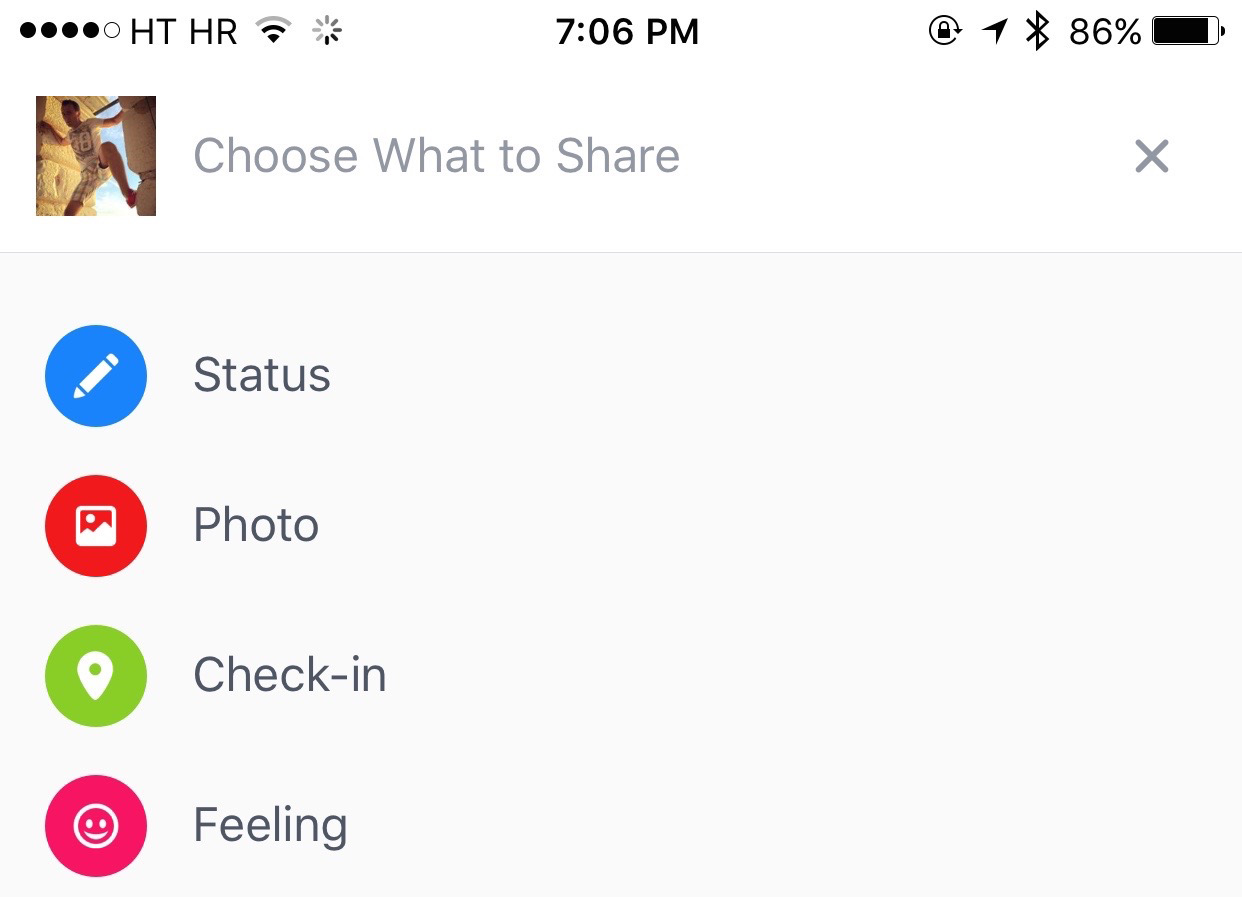 HT HR 7:06 PM 86%
Choose What to Share
Status
Photo
Check-in
Feeling